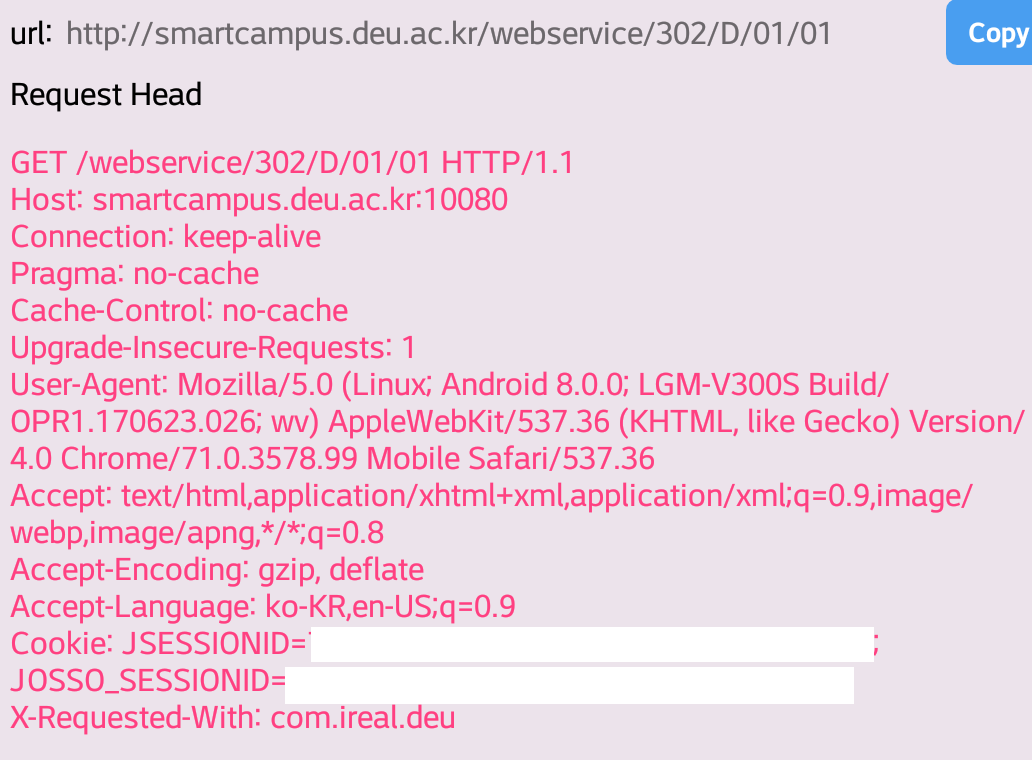 url: http://smartcampus.deu.ac.kr/webservice/302/D/01/01
Copy
Request Head
GET /webservice/302/D/01/01 HTTP/1.1
Host: smartcampus.deu.ac.kr:10080
Connection: keep-alive
Pragma: no-cache
Cache-Control: no-cache
Upgrade-Insecure-Requests: 1
User-Agent: Mozilla/5.0 (Linux; Android 8.0.0; LGM-V300S Build/
OPR1.170623.026; wv) AppleWebKit/537.36 (KHTML, like Gecko) Version/
4.0 Chrome/71.0.3578.99 Mobile Safari/537.36
Accept: text/html,application/xhtml+xml,application/xml;q=0.9,image/
webp,image/apng,*/*;q=0.8
Accept-Encoding: gzip, deflate
Accept-Language: ko-KR,en-US;q=0.9
Cookie: JSESSIONID= ;
JOSSO_SESSIONID=
X-Requested-With: com.ireal.deu